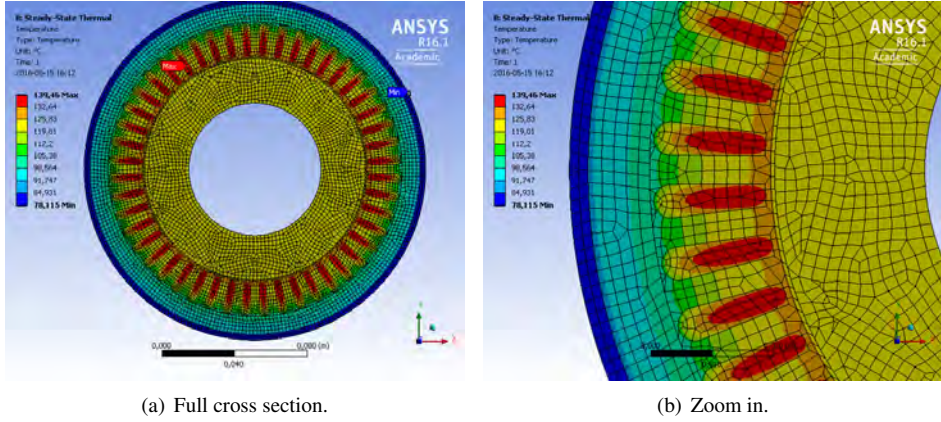 B: Steady-State Thermal
Temperature
Type: Temperature
Unit: °C
Time: 1
2016-05-15 16:12
139,46 Max
132,64
125,83
119,01
112,2
105,38
98,564
91,747
84,931
78,115 Min
ANSYS
R16.1
Academic
Max
Min
0,000
0,080 (m)
0,040
Y
X
(a) Full cross section.
B: Steady-State Thermal
Temperature
Type: Temperature
Unit: °C
Time: 1
2016-05-15 16:12
139,46 Max
132,64
125,83
119,01
112,2
105,38
98,564
91,747
84,931
78,115 Min
ANSYS
R16.1
Academic
0,000
X
(b) Zoom in.